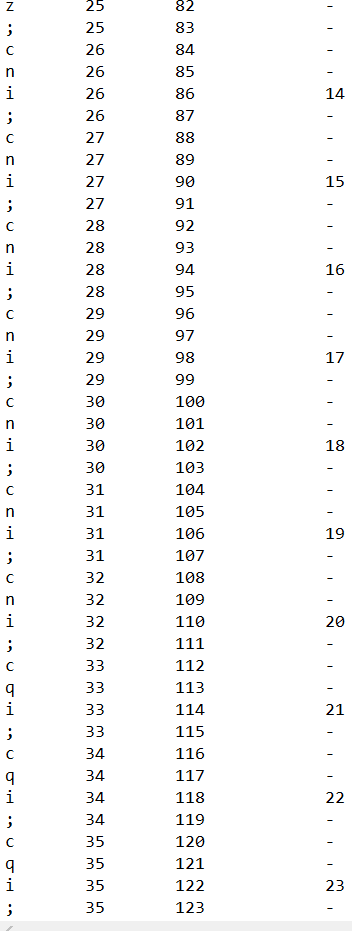 z 25 82 -
; 25 83 -
c 26 84 -
n 26 85 -
i 26 86 14
; 26 87 -
c 27 88 -
n 27 89 -
i 27 90 15
; 27 91 -
c 28 92 -
n 28 93 -
i 28 94 16
; 28 95 -
c 29 96 -
n 29 97 -
i 29 98 17
; 29 99 -
c 30 100 -
n 30 101 -
i 30 102 18
; 30 103 -
c 31 104 -
n 31 105 -
i 31 106 19
; 31 107 -
c 32 108 -
n 32 109 -
i 32 110 20
; 32 111 -
c 33 112 -
q 33 113 -
i 33 114 21
; 33 115 -
c 34 116 -
q 34 117 -
i 34 118 22
; 34 119 -
c 35 120 -
q 35 121 -
i 35 122 23
; 35 123 -